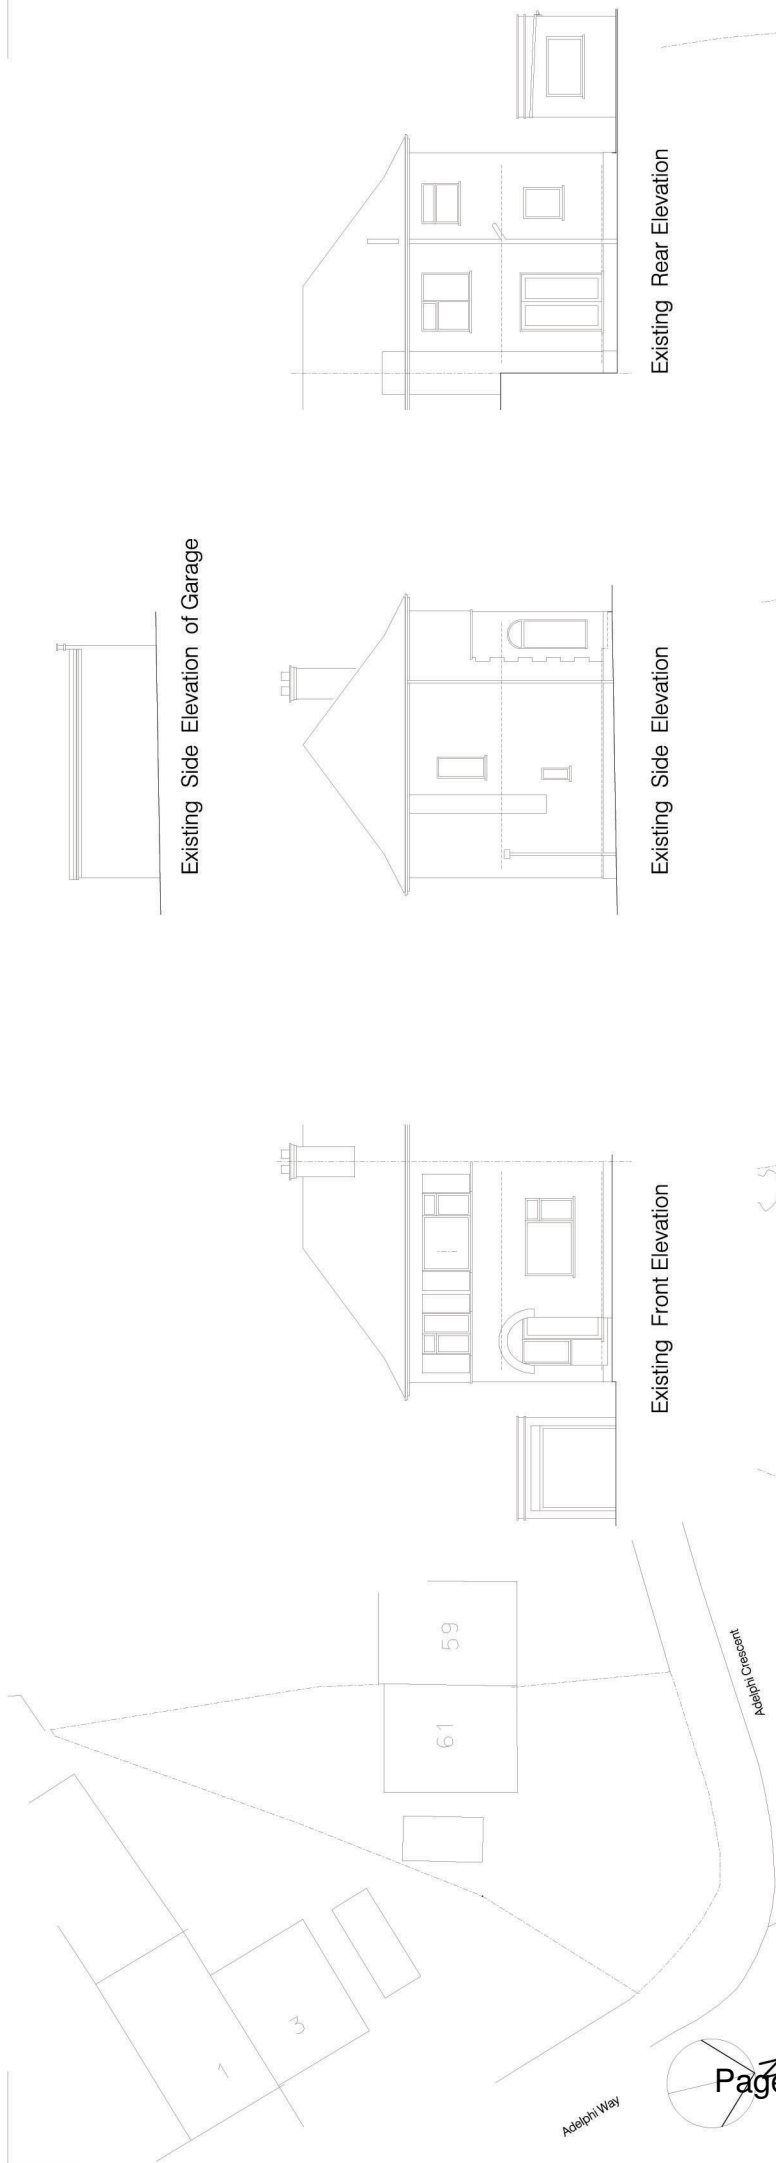 Existing Side Elevation of Garage
Existing Front Elevation
Existing Side Elevation
Existing Rear Elevation
1
3
61
59
Adelphi Way
Adelphi Crescent
N
Page